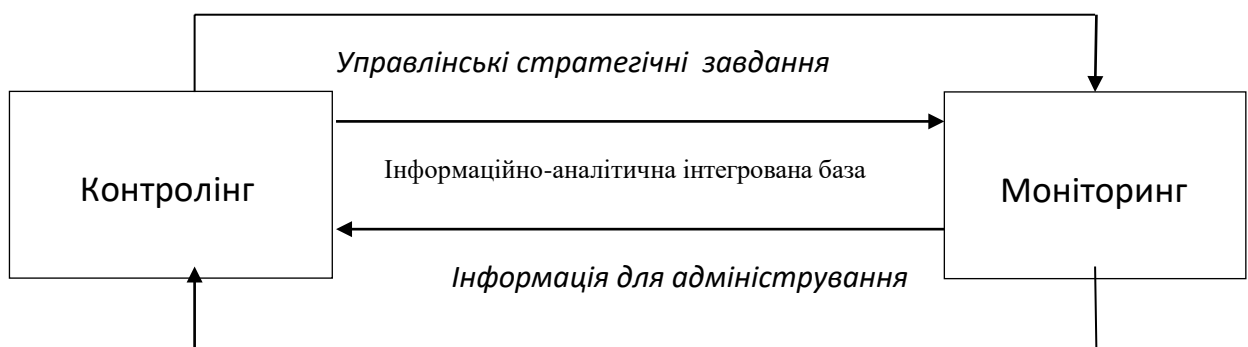 Управлінські стратегічні завдання
Інформаційно-аналітична інтегрована база
Контролінг
Моніторинг
Інформація для адміністрування